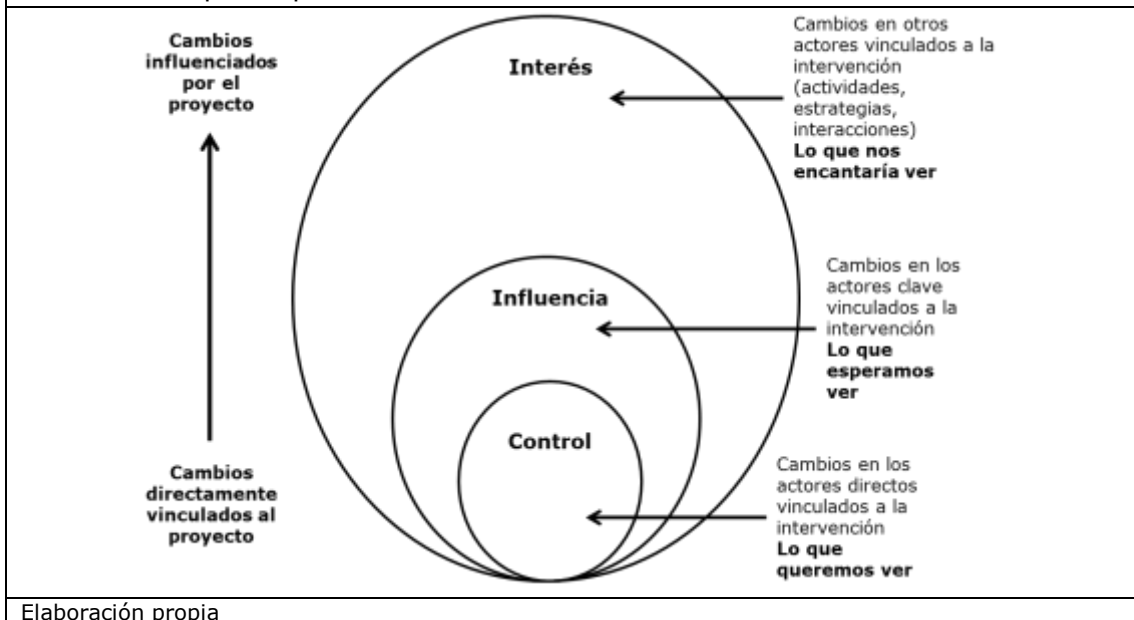 Cambios
influenciados
por el
proyecto
Interés
Cambios en otros
actores vinculados a la
intervención
(actividades,
estrategias,
interacciones)
Lo que nos
encantaría ver
Influencia
Cambios en los
actores clave
vinculados a la
intervención
Lo que
esperamos
ver
Control
Cambios
directamente
vinculados al
proyecto
Cambios en los
actores directos
vinculados a la
intervención
Lo que
queremos ver
Elaboración propia